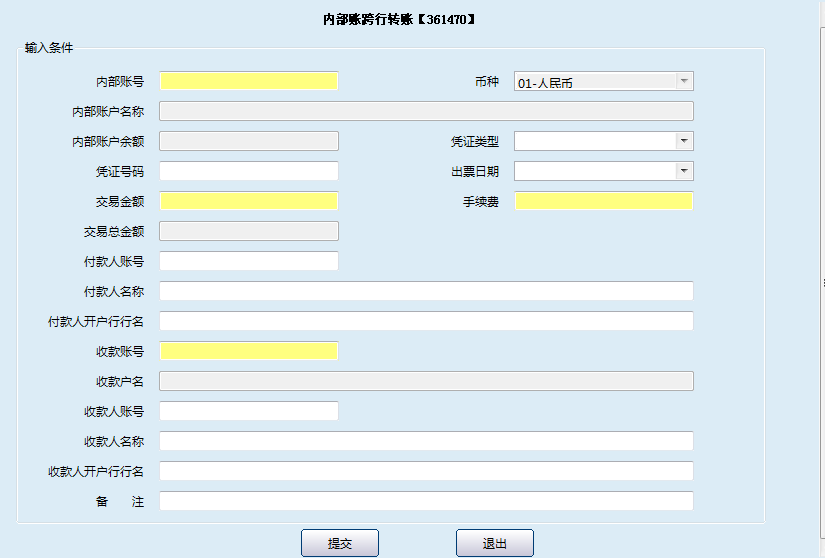 内部账跨行转账【361470】
输入条件
内部账号 币种 01-人民币
内部账户名称
内部账户余额 凭证类型
凭证号码 出票日期
交易金额 手续费
交易总金额
付款人账号
付款人名称
付款人开户行行名
收款账号
收款户名
收款人账号
收款人名称
收款人开户行行名
备 注
提交 退出